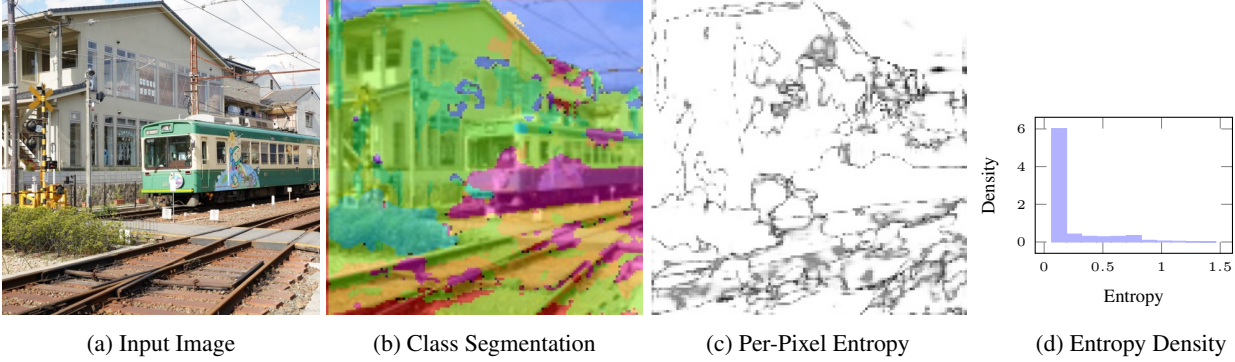 6
4
2
0
Density
0
0.5
1
1.5
Entropy
(a) Input Image
(b) Class Segmentation
(c) Per-Pixel Entropy
(d) Entropy Density